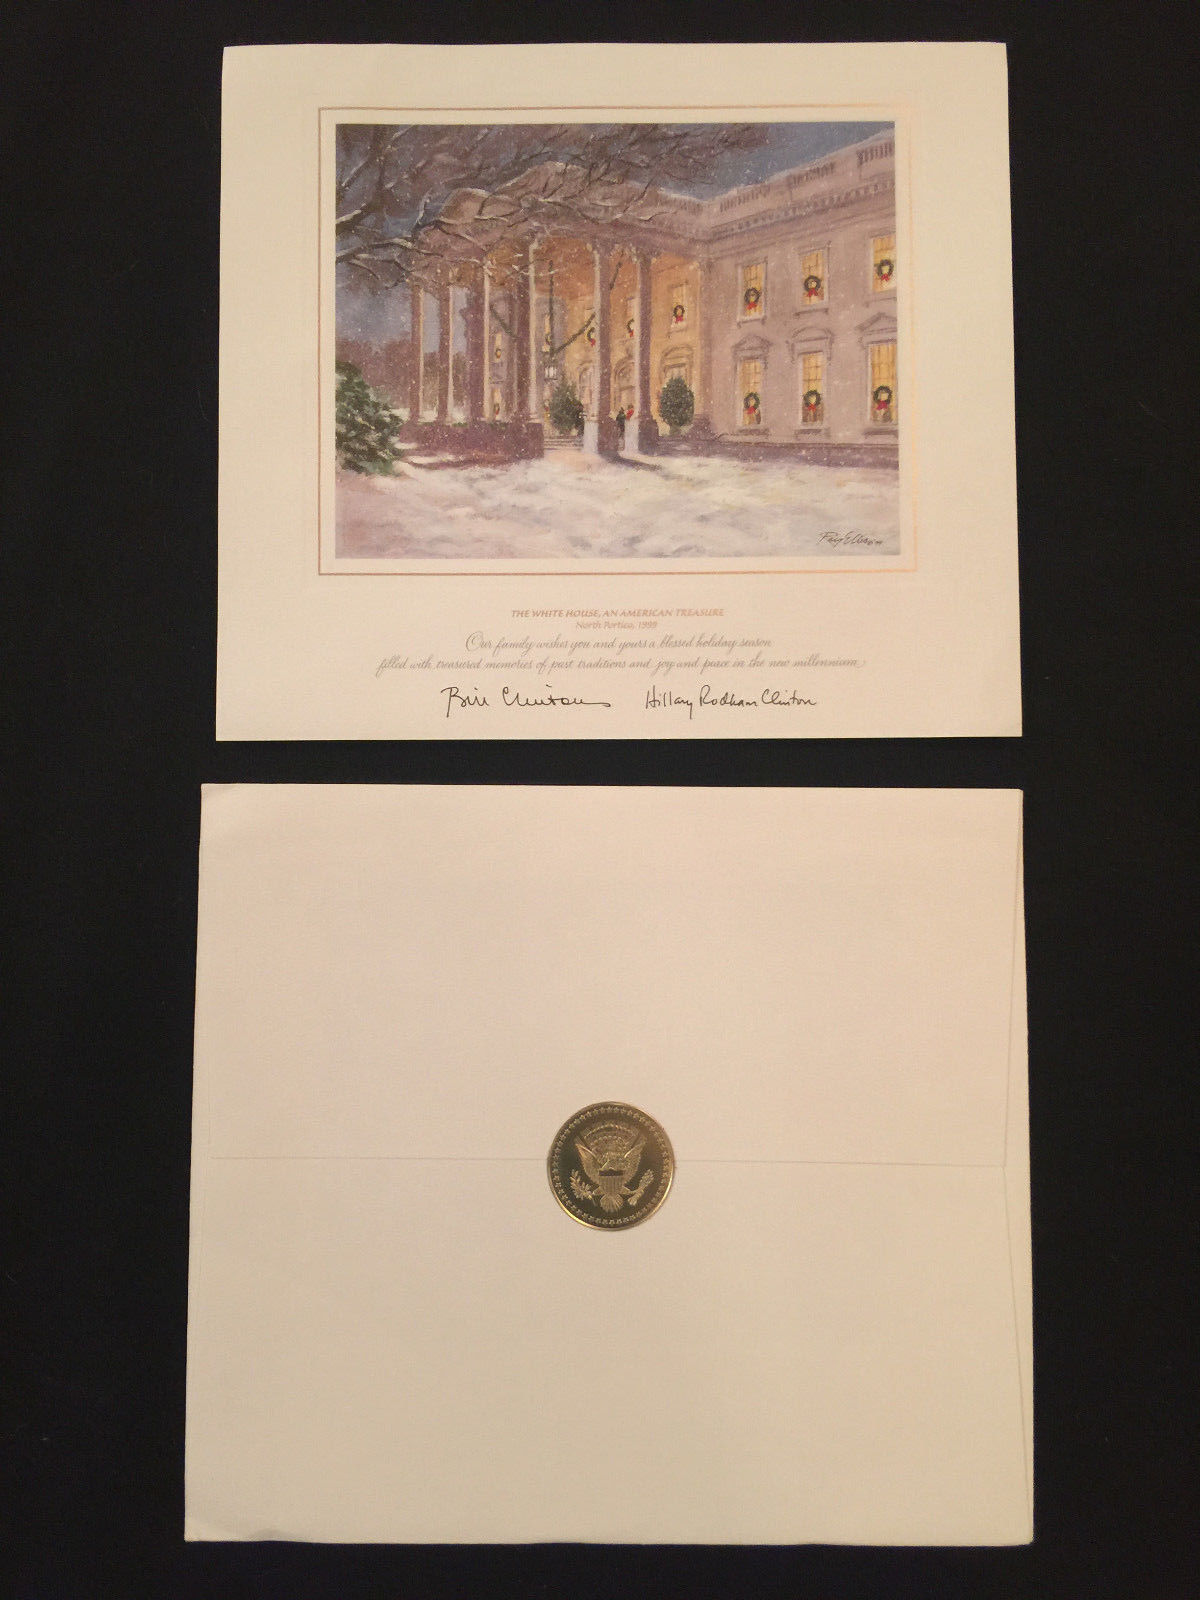 Ray Ellison
THE WHITE HOUSE, AN AMERICAN TREASURE
North Portico, 1999
Our family wishes you and yours a blessed holiday season
filled with treasured memories of past traditions and joy and peace in the new millennium.
Bill Clinton Hillary Rodham Clinton